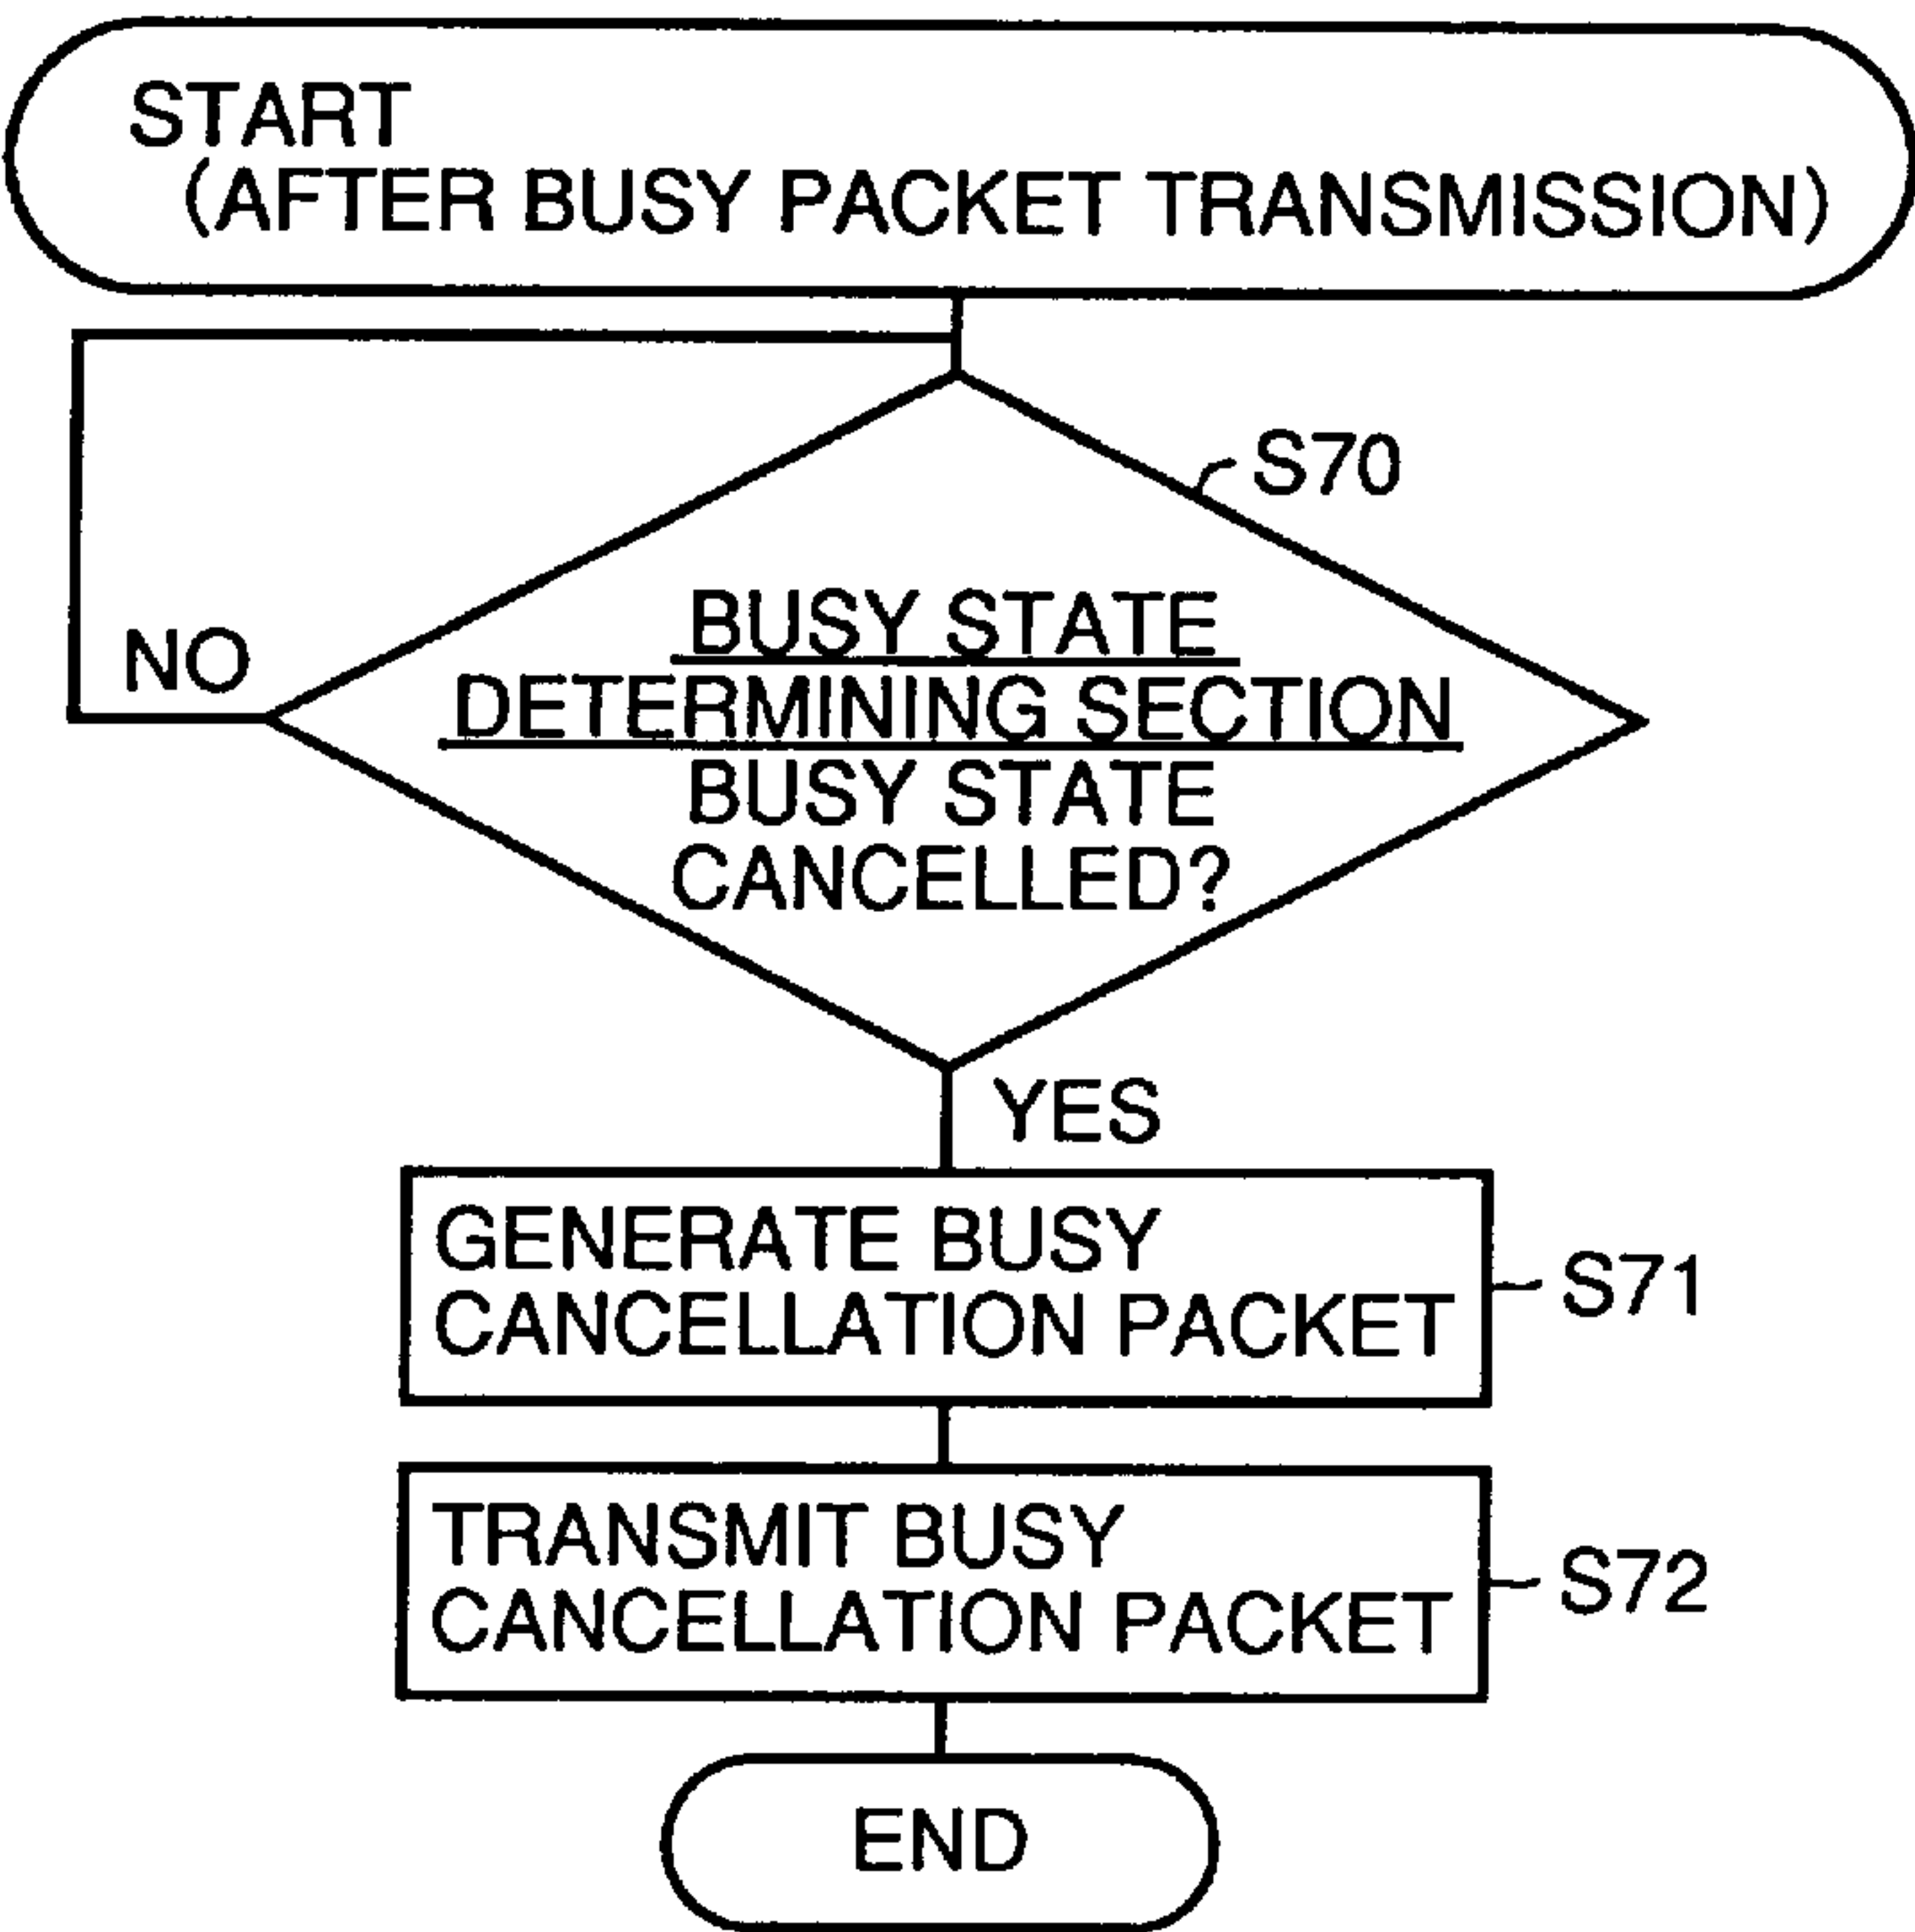 START
(AFTER BUSY PACKET TRANSMISSION)
S70
NO
BUSY STATE
DETERMINING SECTION
BUSY STATE
CANCELLED?
YES
GENERATE BUSY
CANCELLATION PACKET
S71
TRANSMIT BUSY
CANCELLATION PACKET
S72
END